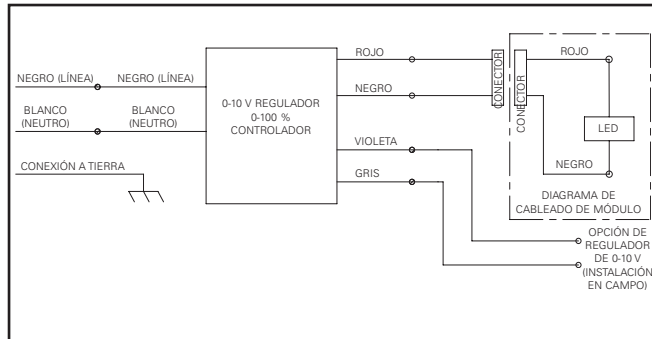 NEGRO (LÍNEA)
NEGRO (LÍNEA)
BLANCO
(NEUTRO)
BLANCO
(NEUTRO)
CONEXIÓN A TIERRA
0-10 V REGULADOR
0-100 %
CONTROLADOR
ROJO
NEGRO
VIOLETA
GRIS
CONECTOR
CONECTOR
ROJO
LED
NEGRO
DIAGRAMA DE
CABLEADO DE MÓDULO
OPCIÓN DE
REGULADOR
DE 0-10 V
(INSTALACIÓN
EN CAMPO)